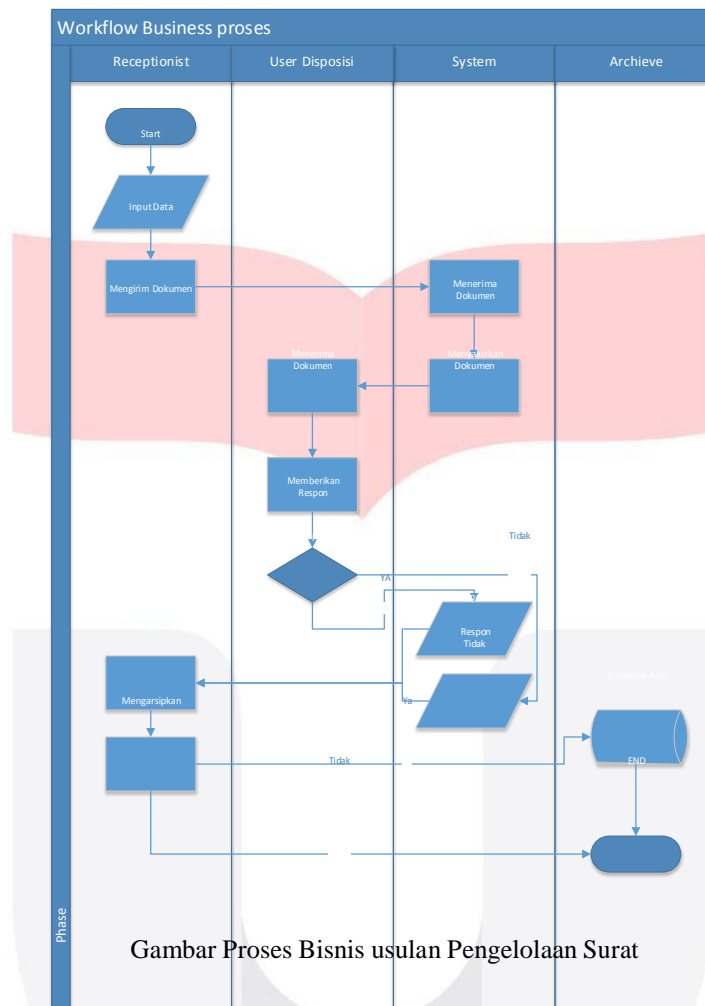 Workflow Business proses
Receptionist
User Disposisi
System
Archieve
Start
Input Data
Mengirim Dokumen
Menerima
Dokumen
Menerima
Dokumen
Menyalurkan
Dokumen
Memberikan
Respon
Tidak
YA
Respon
Tidak
Ya
Mengarsipkan
Tidak
END
Phase
Gambar Proses Bisnis usulan Pengelolaan Surat